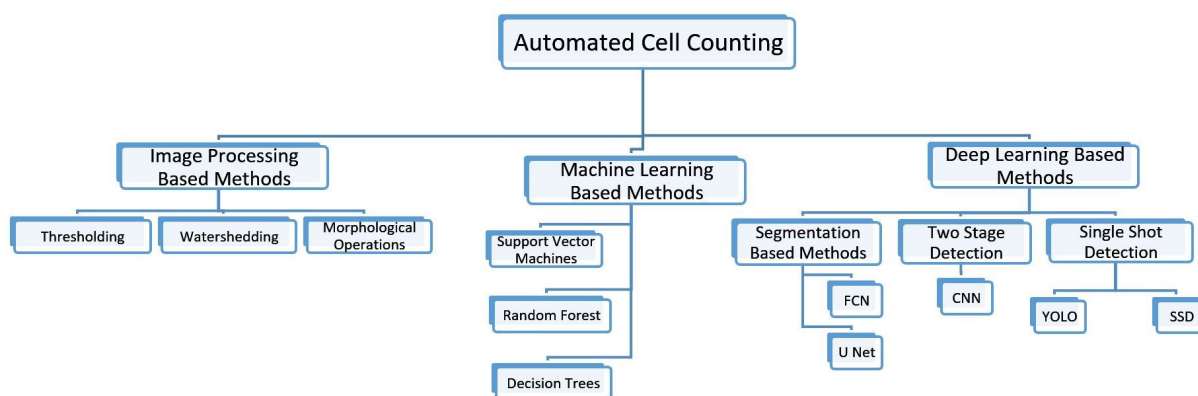 Automated Cell Counting
Image Processing
Based Methods
Machine Learning
Based Methods
Deep Learning Based
Methods
Thresholding
Watershedding
Morphological
Operations
Support Vector
Machines
Random Forest
Decision Trees
Segmentation
Based Methods
Two Stage
Detection
Single Shot
Detection
FCN
U Net
CNN
YOLO
SSD